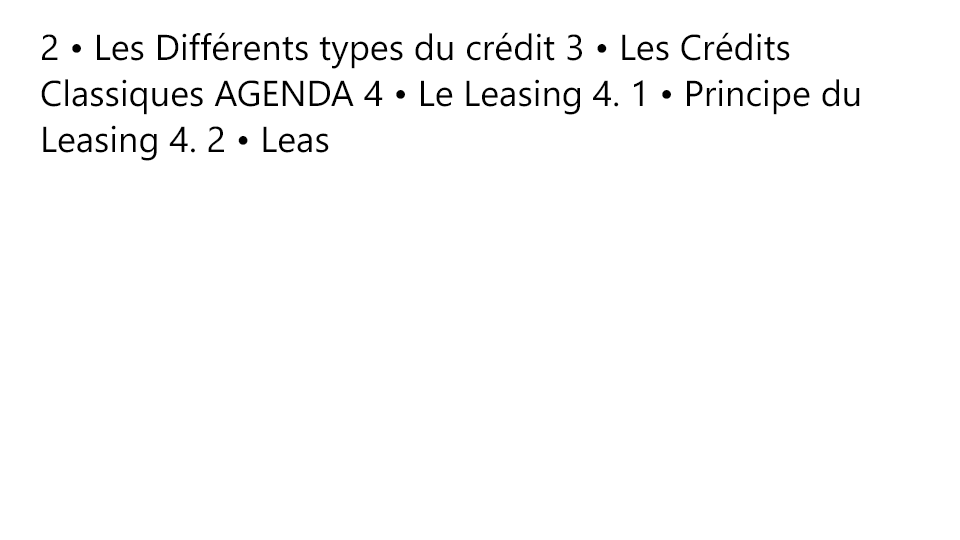 2 • Les Différents types du crédit 3 • Les Crédits
Classiques AGENDA 4 • Le Leasing 4. 1 • Principe du
Leasing 4. 2 • Leas